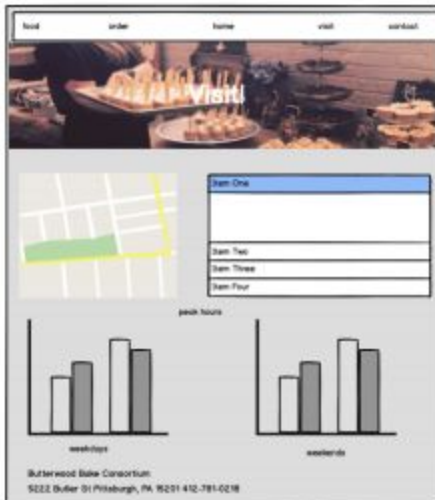 food order home visit contact
Visit!
Item One
Item Two
Item Three
Item Four
peak hours
weekdays weekends
Butterwood Bake Consortium
5222 Butler St Pittsburgh, PA 15201 412-781-0218